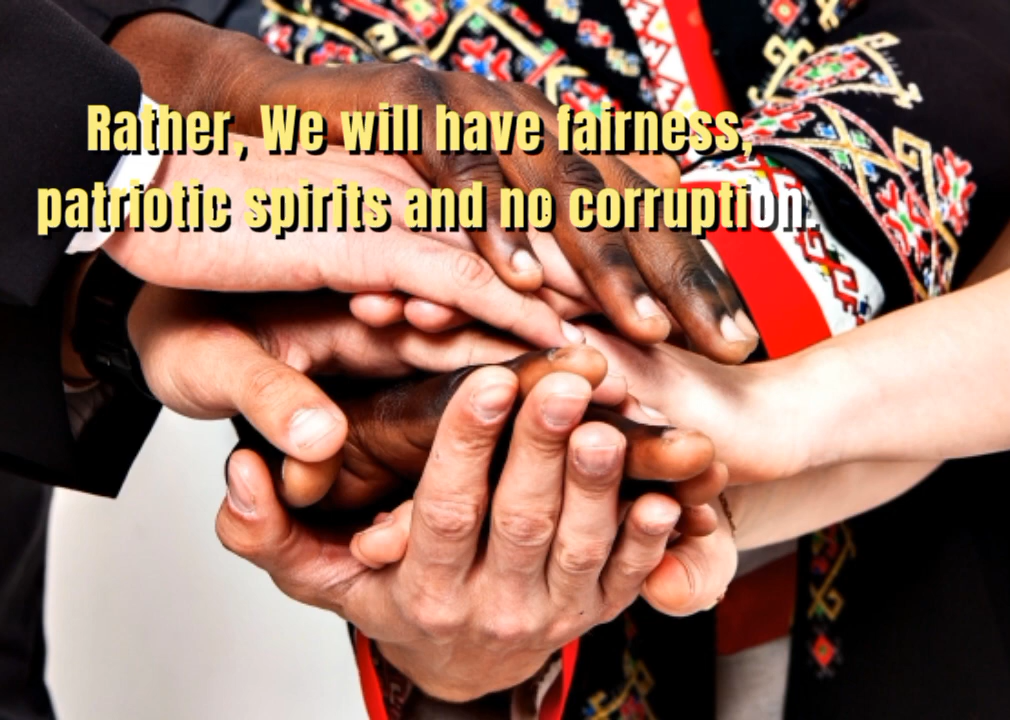 Rather, We will have fairness,
patriotic spirits and no corruption.